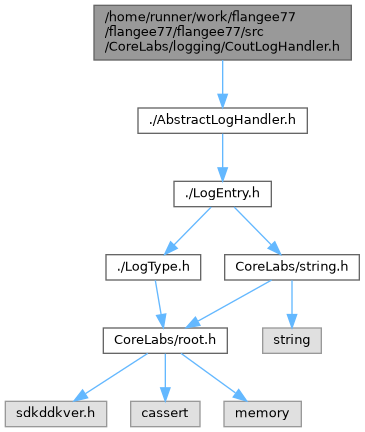 /home/runner/work/flangee77
/flangee77/flangee77/src
/CoreLabs/logging/CoutLogHandler.h
./AbstractLogHandler.h
./LogEntry.h
./LogType.h
CoreLabs/string.h
CoreLabs/root.h
string
sdkddkver.h
cassert
memory